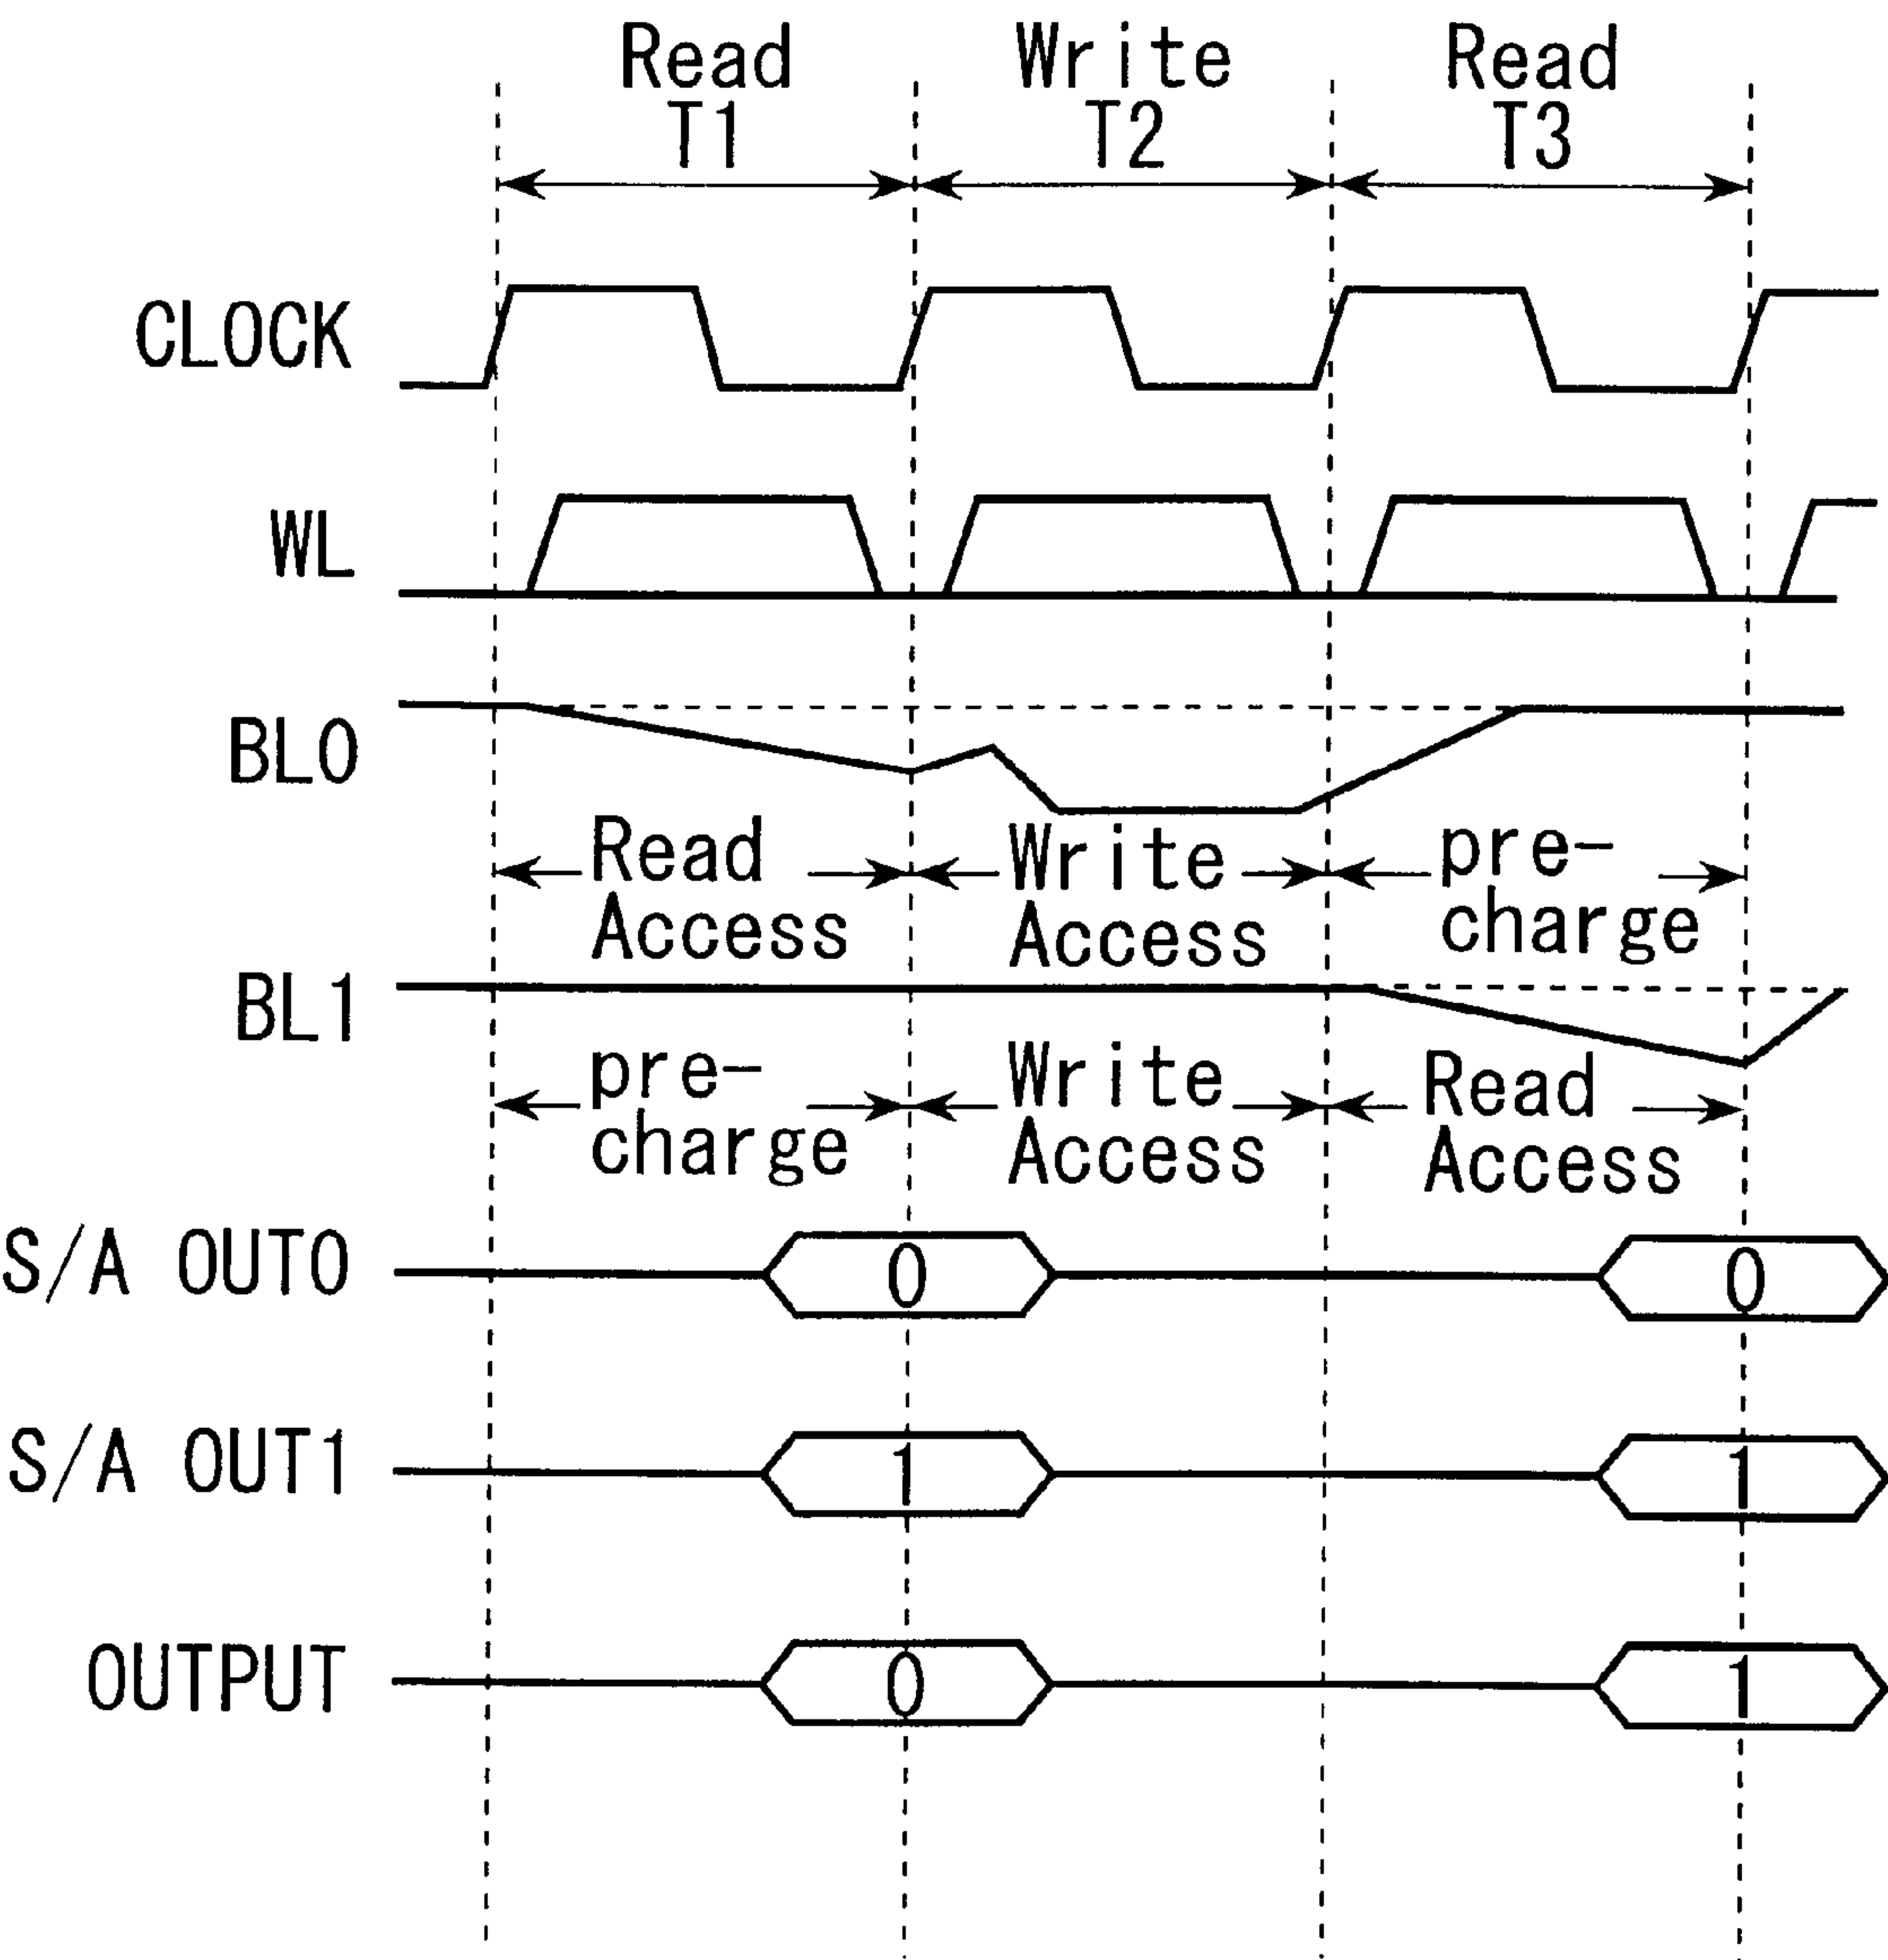 Read Write Read
T1 T2 T3
CLOCK
WL
BL0
Read Write pre-
Access Access charge
BL1
pre- Write Read
charge Access Access
S/A OUT0 0 0
S/A OUT1 1 1
OUTPUT 0 1